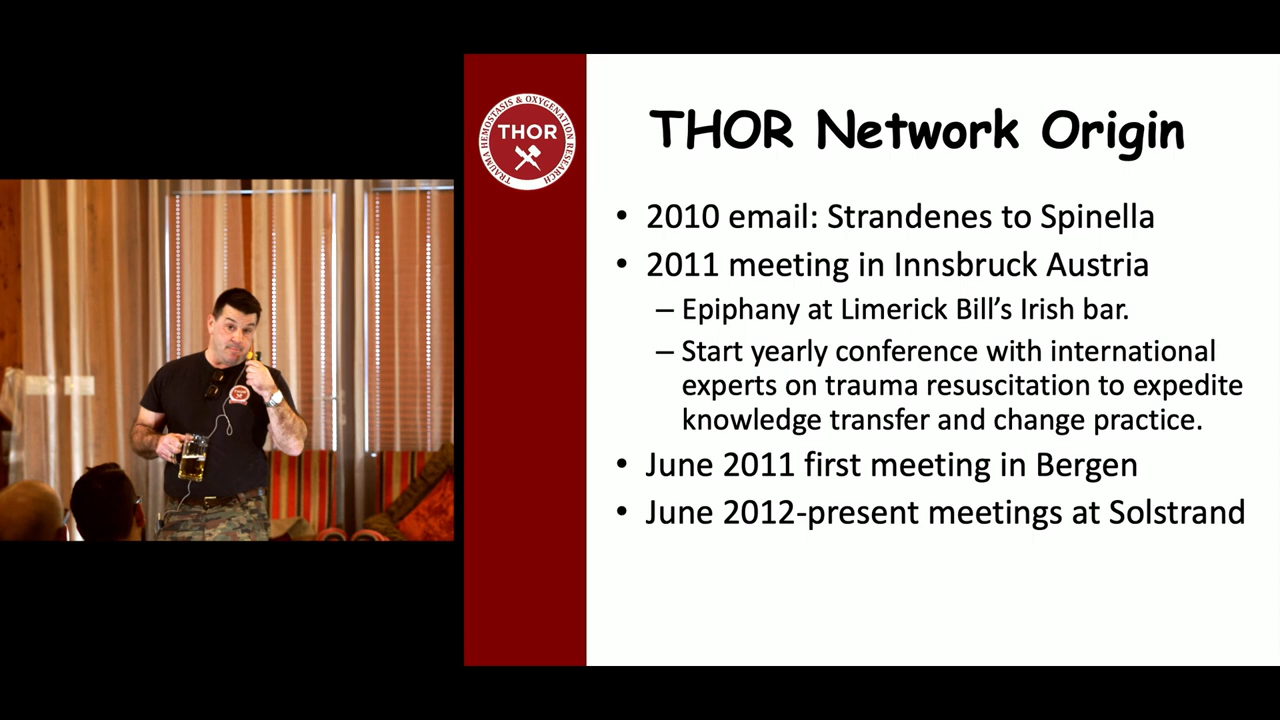 TRAUMA HEMOSTASIS & OXYGENATION RESEARCH
THOR
THOR Network Origin
• 2010 email: Strandenes to Spinella
• 2011 meeting in Innsbruck Austria
– Epiphany at Limerick Bill’s Irish bar.
– Start yearly conference with international
experts on trauma resuscitation to expedite
knowledge transfer and change practice.
• June 2011 first meeting in Bergen
• June 2012-present meetings at Solstrand